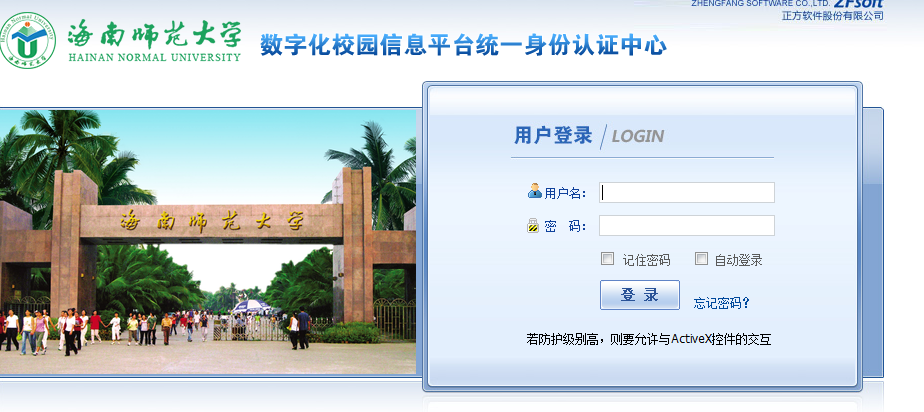 ZHENGFANG SOFTWARE CO.,LTD. ZFsoft
正方软件股份有限公司
海南师范大学
HAINAN NORMAL UNIVERSITY
数字化校园信息平台统一身份认证中心
用户登录 / LOGIN
海南师范大学
用户名：
密 码：
记住密码 自动登录
登 录 忘记密码?
若防护级别高，则要允许与ActiveX控件的交互